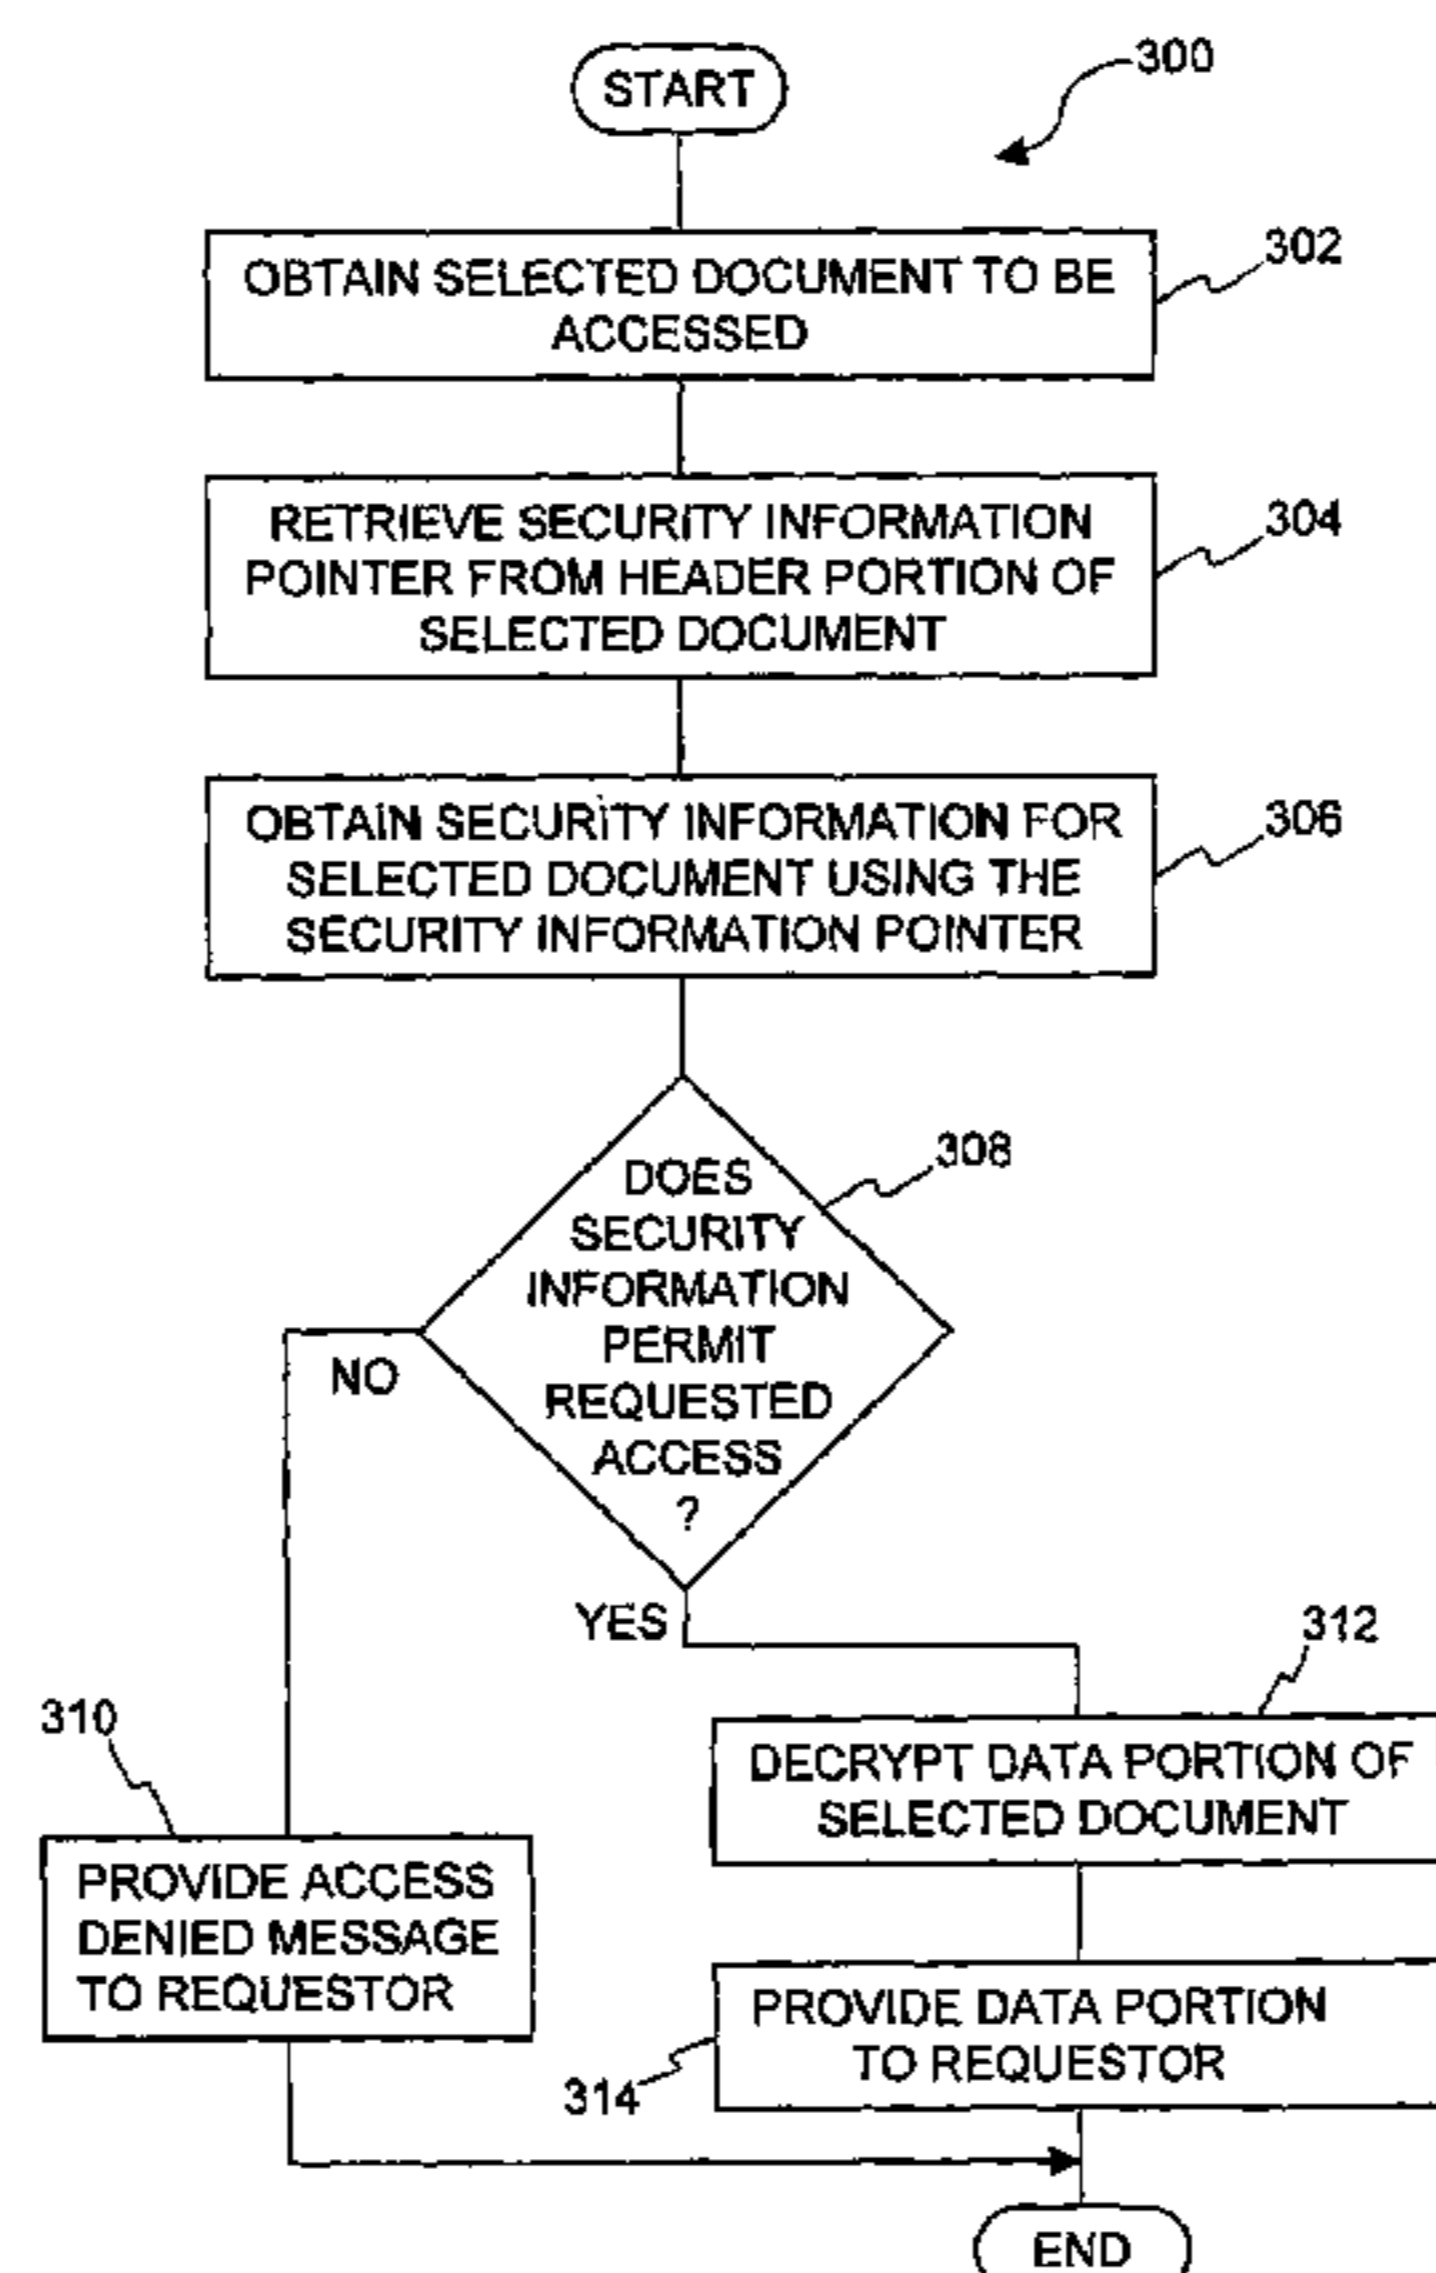 START
300
OBTAIN SELECTED DOCUMENT TO BE
ACCESSED
302
RETRIEVE SECURITY INFORMATION
POINTER FROM HEADER PORTION OF
SELECTED DOCUMENT
304
OBTAIN SECURITY INFORMATION FOR
SELECTED DOCUMENT USING THE
SECURITY INFORMATION POINTER
306
DOES
SECURITY
INFORMATION
PERMIT
REQUESTED
ACCESS
?
308
NO
YES
310
PROVIDE ACCESS
DENIED MESSAGE
TO REQUESTOR
312
DECRYPT DATA PORTION OF
SELECTED DOCUMENT
PROVIDE DATA PORTION
TO REQUESTOR
314
END